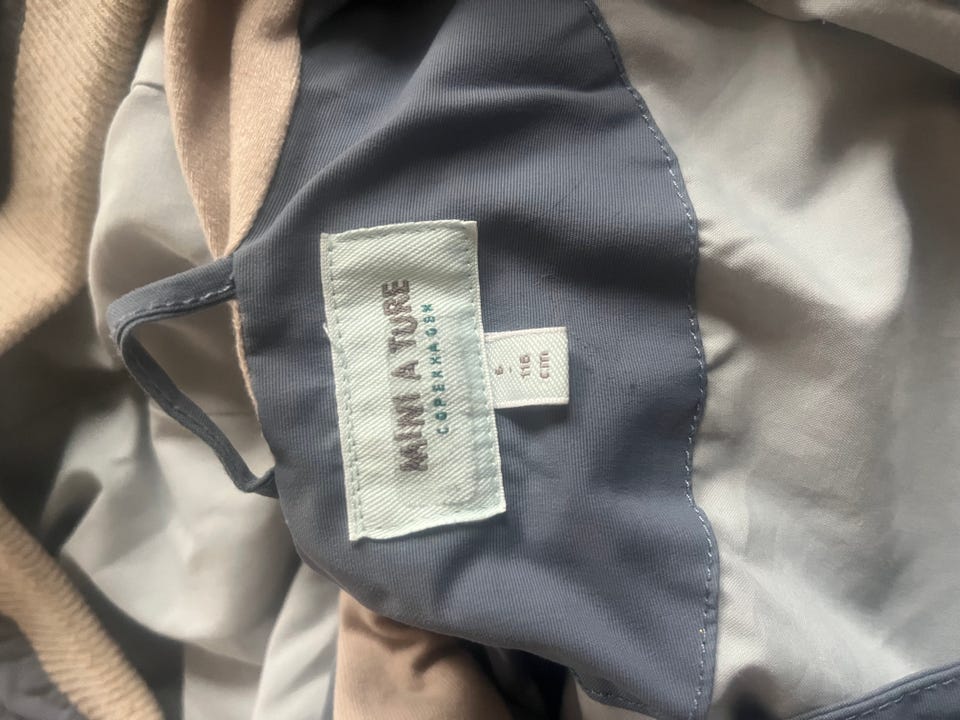 MINI A TURE
COPENHAGEN
6
116
cm